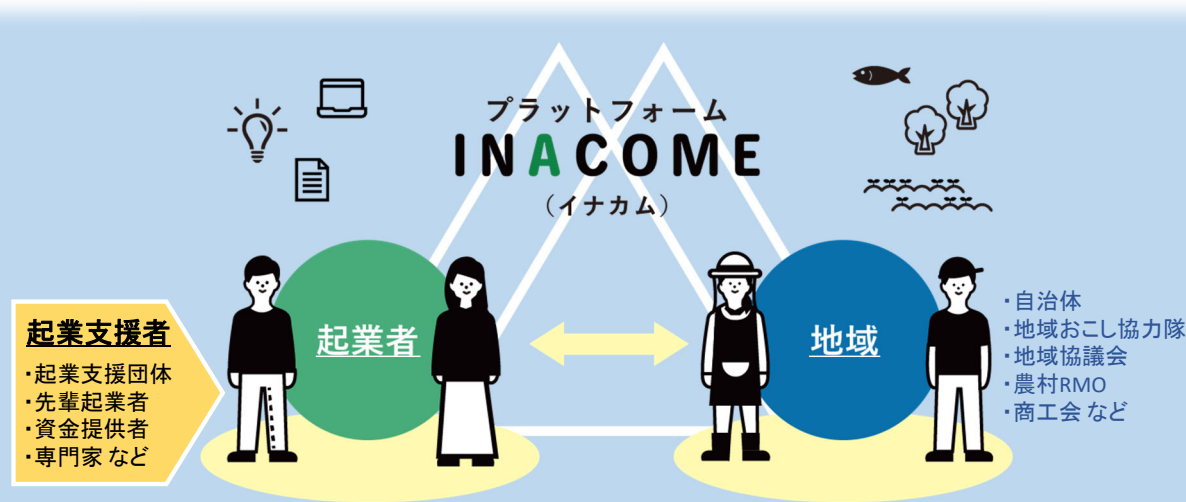 プラットフォーム
INACOME
（イナカム）
起業支援者
・起業支援団体
・先輩起業者
・資金提供者
・専門家 など
起業者
地域
・自治体
・地域おこし協力隊
・地域協議会
・農村RMO
・商工会 など